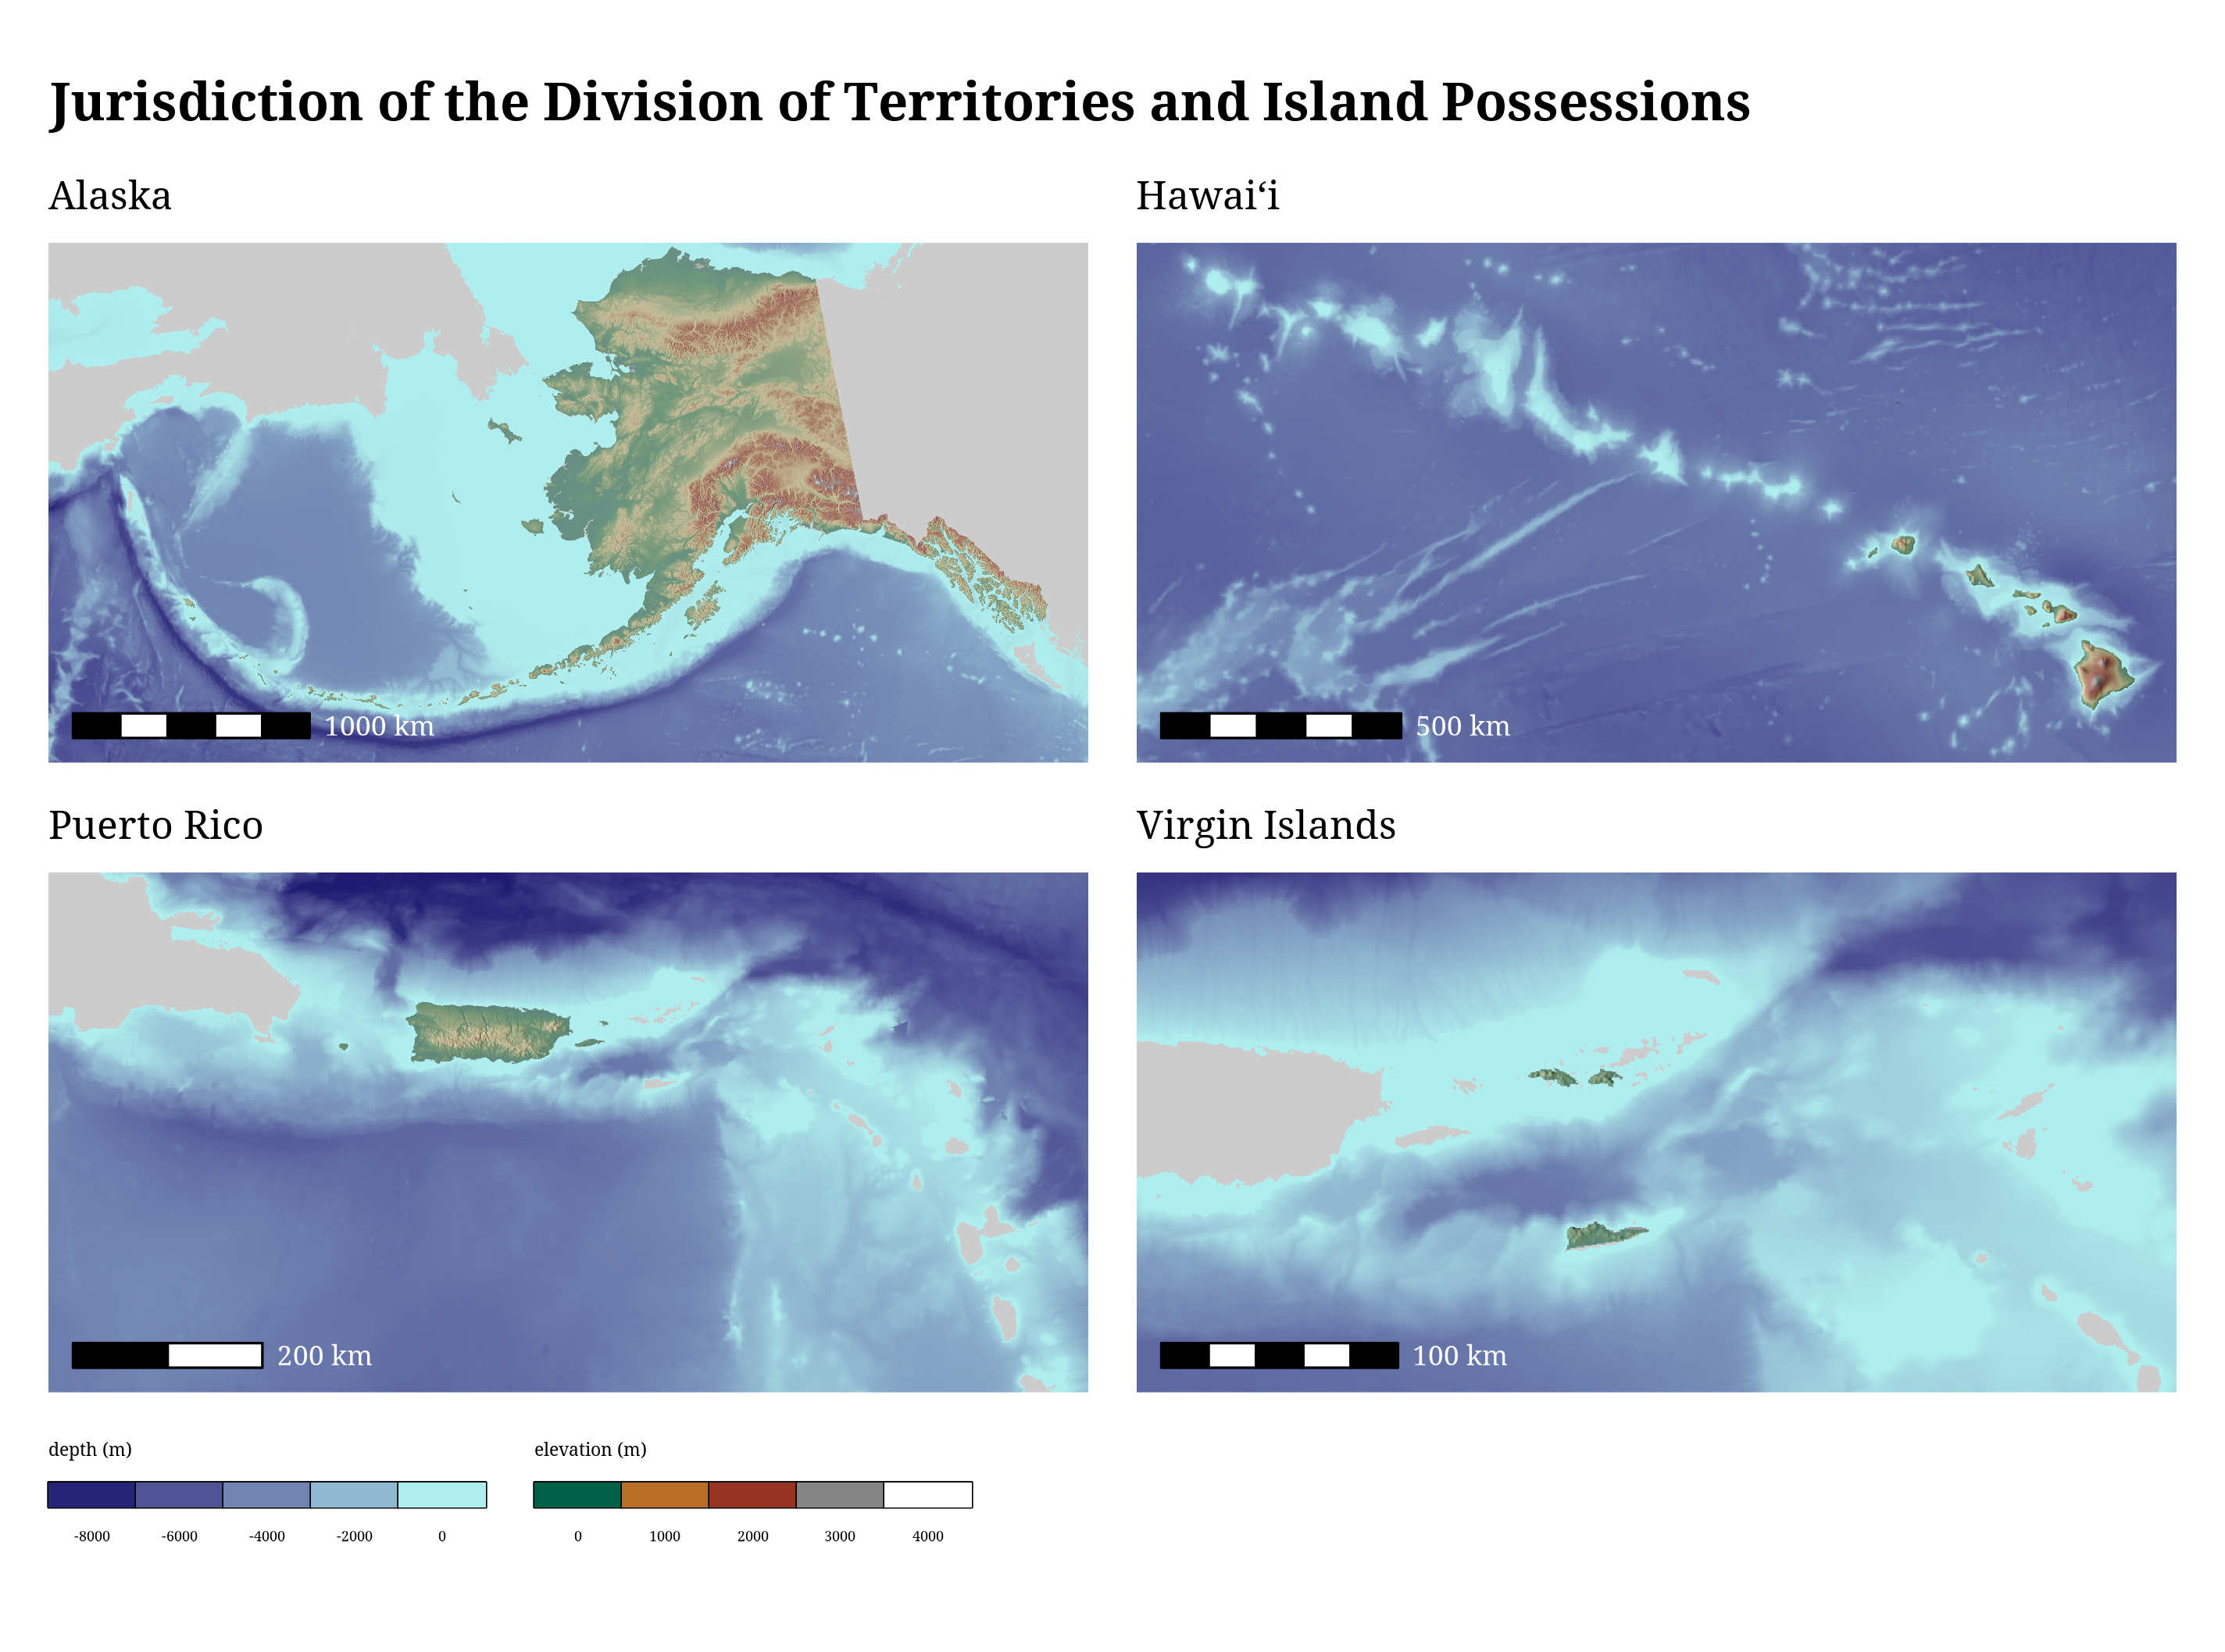 Jurisdiction of the Division of Territories and Island Possessions
Alaska
Hawaiʻi
1000 km
500 km
Puerto Rico
Virgin Islands
200 km
100 km
depth (m)
elevation (m)
-8000 -6000 -4000 -2000 0
0 1000 2000 3000 4000